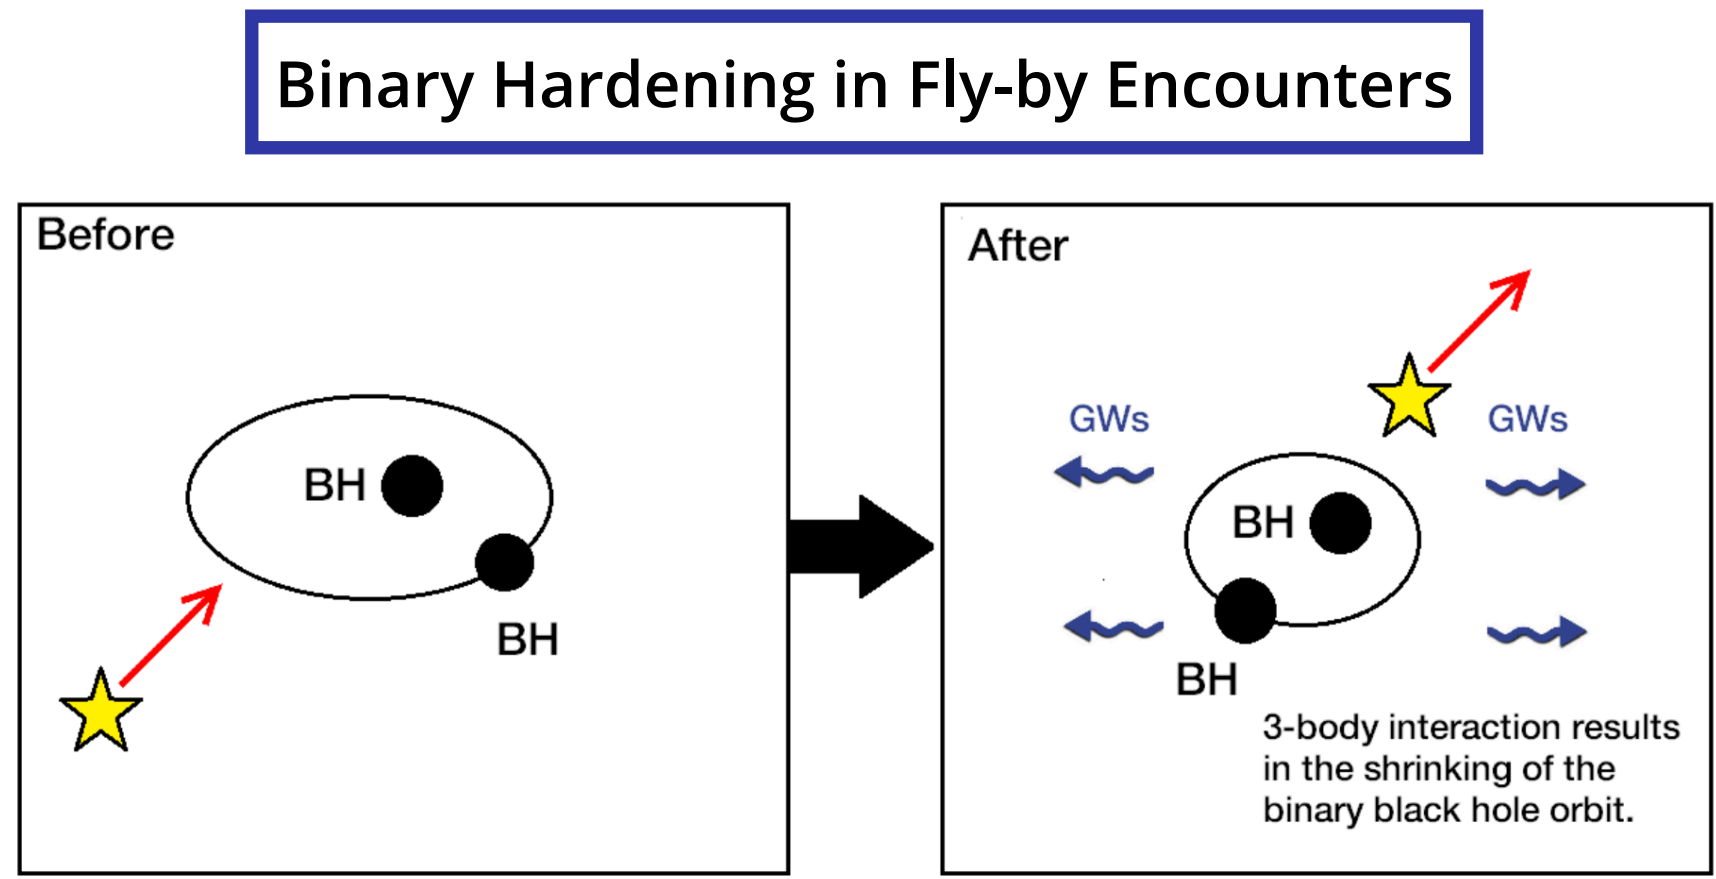 Binary Hardening in Fly-by Encounters
Before
BH
BH
After
GWs
GWs
BH
BH
3-body interaction results
in the shrinking of the
binary black hole orbit.